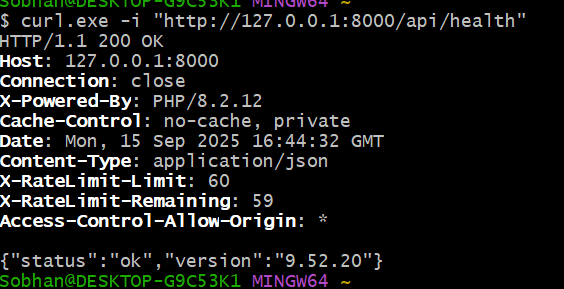 Sobhan@DESKTOP-G9C53K1 MINGW64 ~
$ curl.exe -i "http://127.0.0.1:8000/api/health"
HTTP/1.1 200 OK
Host: 127.0.0.1:8000
Connection: close
X-Powered-By: PHP/8.2.12
Cache-Control: no-cache, private
Date: Mon, 15 Sep 2025 16:44:32 GMT
Content-Type: application/json
X-RateLimit-Limit: 60
X-RateLimit-Remaining: 59
Access-Control-Allow-Origin: *

{"status":"ok","version":"9.52.20"}
Sobhan@DESKTOP-G9C53K1 MINGW64 ~